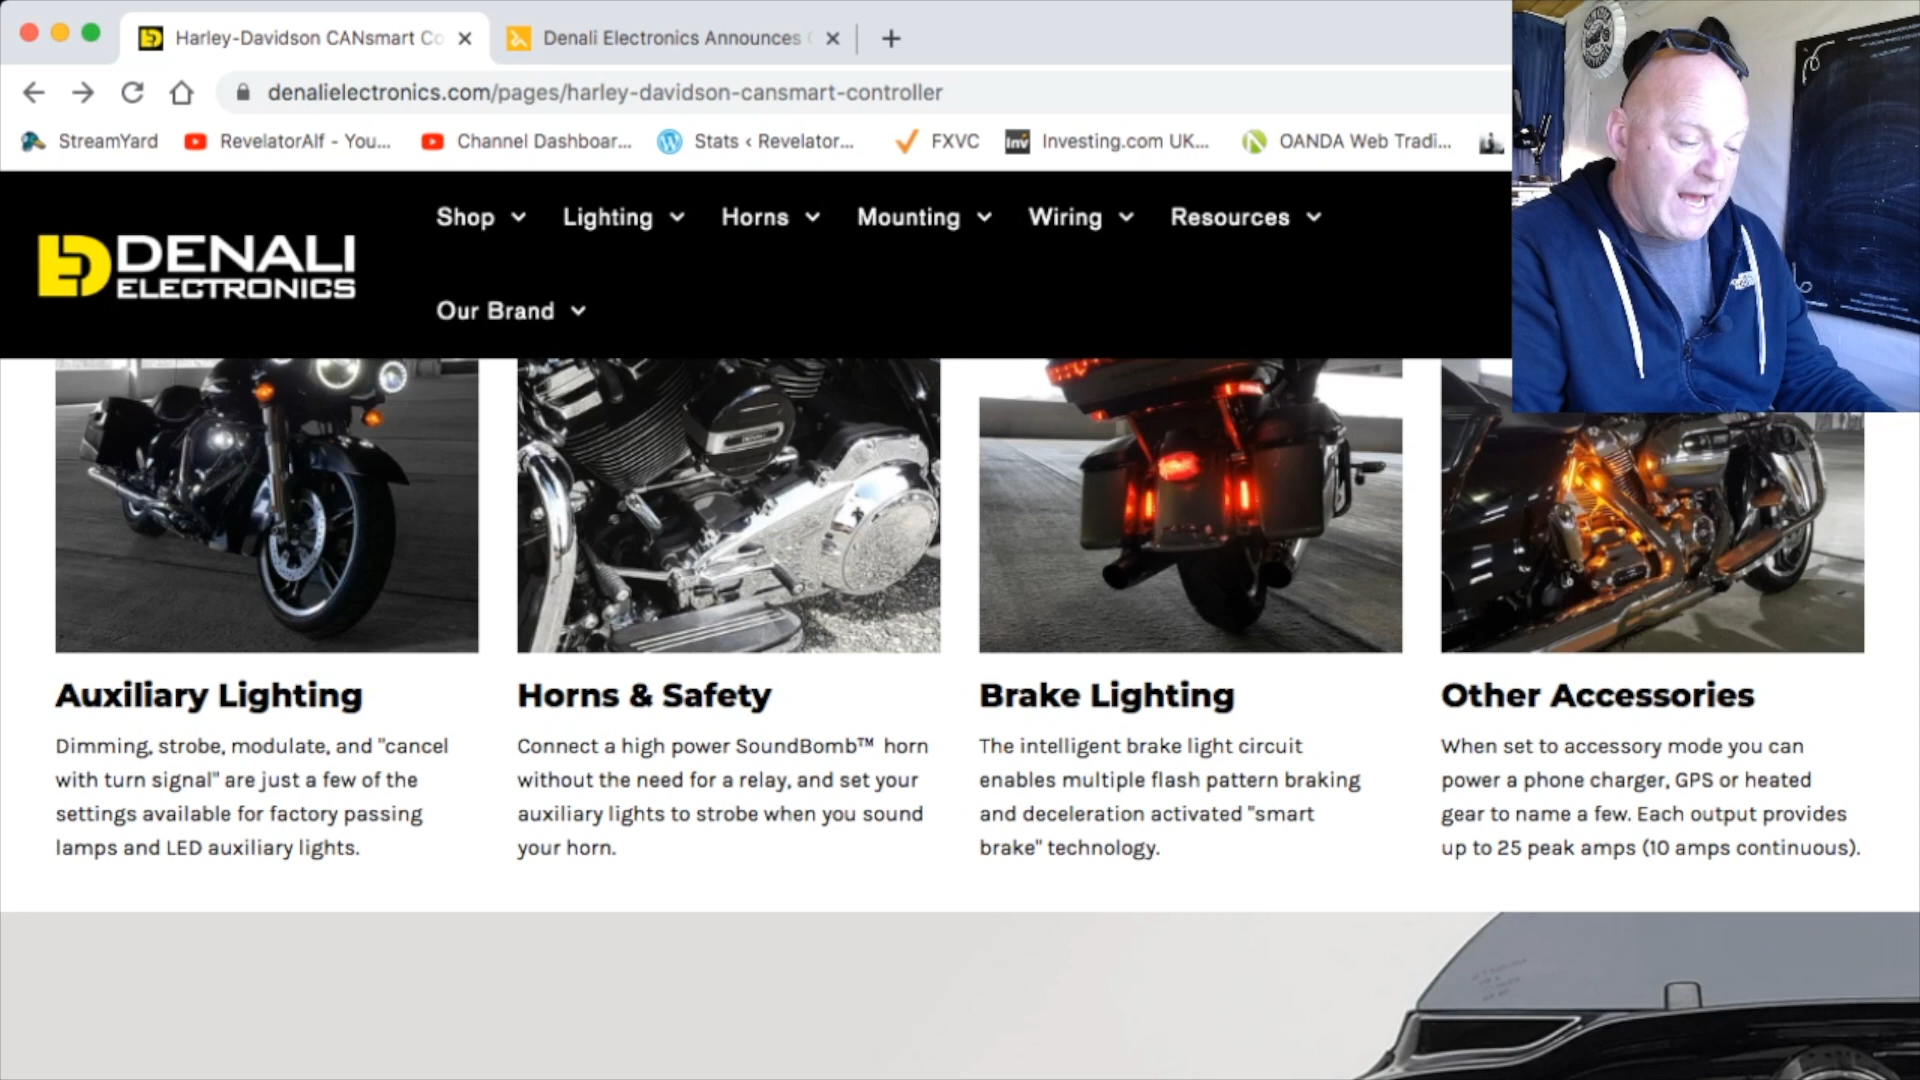 Harley-Davidson CANsmart Co
Denali Electronics Announces
denalielectronics.com/pages/harley-davidson-cansmart-controller
StreamYard
RevelatorAlf - You...
Channel Dashboar...
Stats ‹ Revelator...
FXVC
Inv
Investing.com UK...
OANDA Web Tradi...
DENALI
ELECTRONICS
Shop
Lighting
Horns
Mounting
Wiring
Resources
Our Brand
Auxiliary Lighting
Dimming, strobe, modulate, and "cancel
with turn signal" are just a few of the
settings available for factory passing
lamps and LED auxiliary lights.
Horns & Safety
Connect a high power SoundBomb™ horn
without the need for a relay, and set your
auxiliary lights to strobe when you sound
your horn.
Brake Lighting
The intelligent brake light circuit
enables multiple flash pattern braking
and deceleration activated "smart
brake" technology.
Other Accessories
When set to accessory mode you can
power a phone charger, GPS or heated
gear to name a few. Each output provides
up to 25 peak amps (10 amps continuous).